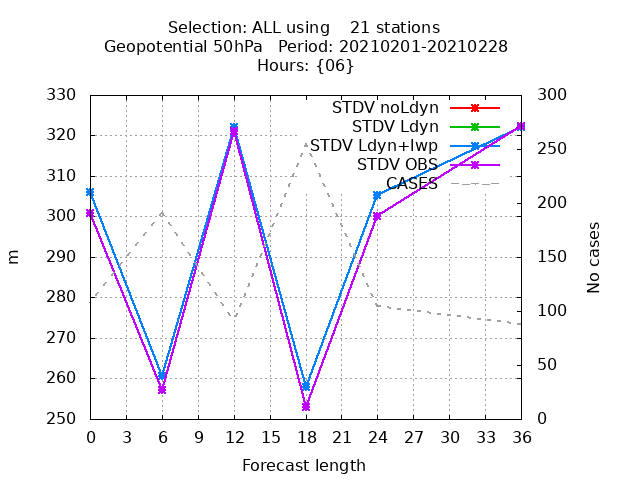 Selection: ALL using    21 stations
Geopotential 50hPa   Period: 20210201-20210228
Hours: {06}
STDV noLdyn
STDV Ldyn
STDV Ldyn+lwp
STDV OBS
CASES
330
320
310
300
290
280
270
260
250
m
300
250
200
150
100
50
0
No cases
0 3 6 9 12 15 18 21 24 27 30 33 36
Forecast length